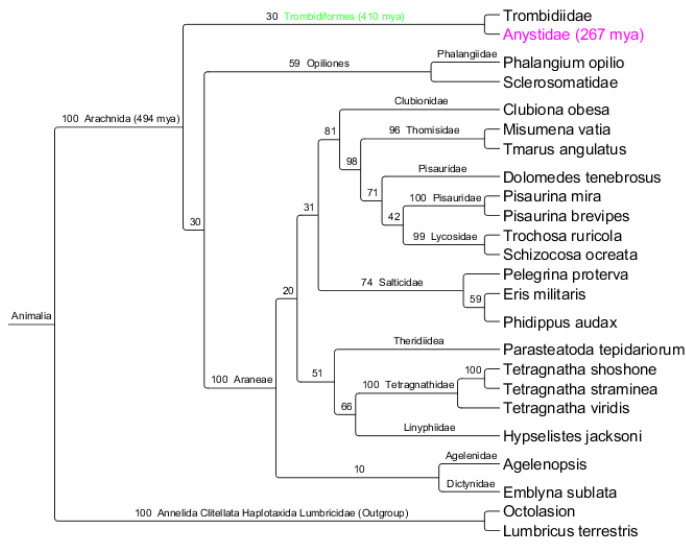 30 Trombidiformes (410 mya)
Trombidiidae
Anystidae (267 mya)
Phalangiidae
59 Opiliones
Phalangium opilio
Sclerosomatidae
Clubionidae
Clubiona obesa
100 Arachnida (494 mya)
81
96 Thomisidae
Misumena vatia
Tmarus angulatus
98
Pisauridae
Dolomedes tenebrosus
71
100 Pisauridae
Pisaurina mira
Pisaurina brevipes
31
42
30
99 Lycosidae
Trochosa ruricola
Schizocosa ocreata
74 Salticidae
Pelegrina proterva
20
59
Eris militaris
Phidippus audax
Animalia
Theridiidea
Parasteatoda tepidariorum
51
100
Tetragnatha shoshone
100 Araneae
100 Tetragnathidae
Tetragnatha straminea
66
Tetragnatha viridis
Linyphiidae
Hypselistes jacksoni
Agelenidae
Agelenopsis
10
Dictynidae
Emblyna sublata
100 Annelida Clitellata Haplotaxida Lumbricidae (Outgroup)
Octolasion
Lumbricus terrestris